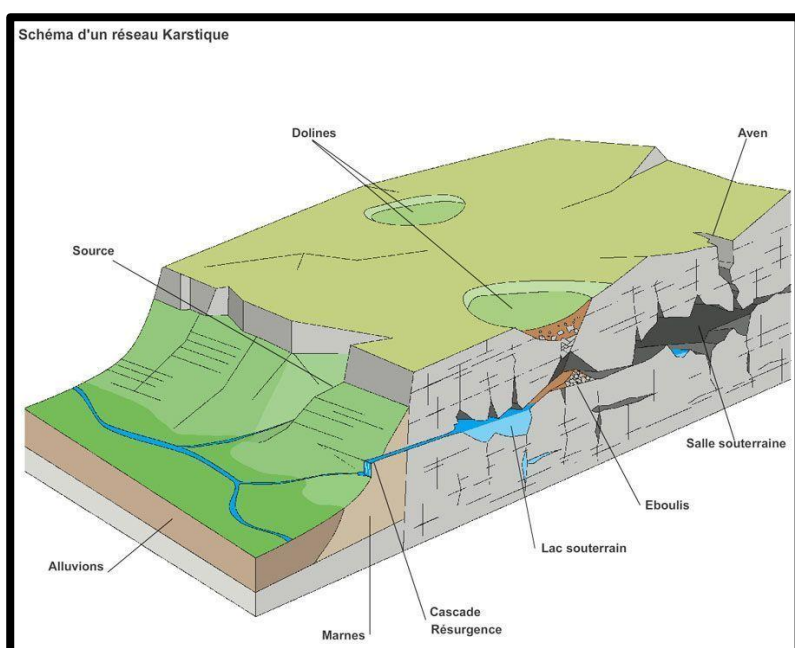 Schéma d'un réseau Karstique
Dolines
Aven
Source
Salle souterraine
Eboulis
Lac souterrain
Alluvions
Cascade
Résurgence
Marnes